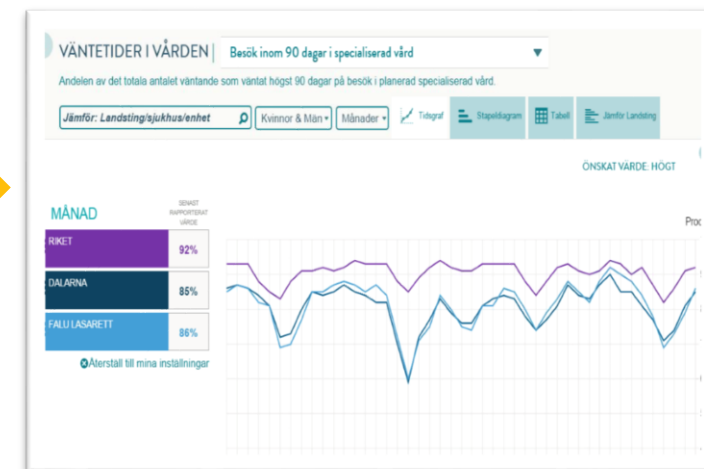 VÄNTETIDER I VÅRDEN | Besök inom 90 dagar i specialiserad vård
Andelen av det totala antalet väntande som väntat högst 90 dagar på besök i planerad specialiserad vård.
Jämför: Landsting/sjukhus/enhet Kvinnor & Män Månader Tidsgraf Stapeldiagram Tabell Jämför Landsting
ÖNSKAT VÄRDE: HÖGT
MÅNAD
SENAST
RAPPORTERAT
VÄRDE
Proc
RIKET 92%
DALARNA 85%
FALU LASARETT 86%
Återställ till mina inställningar